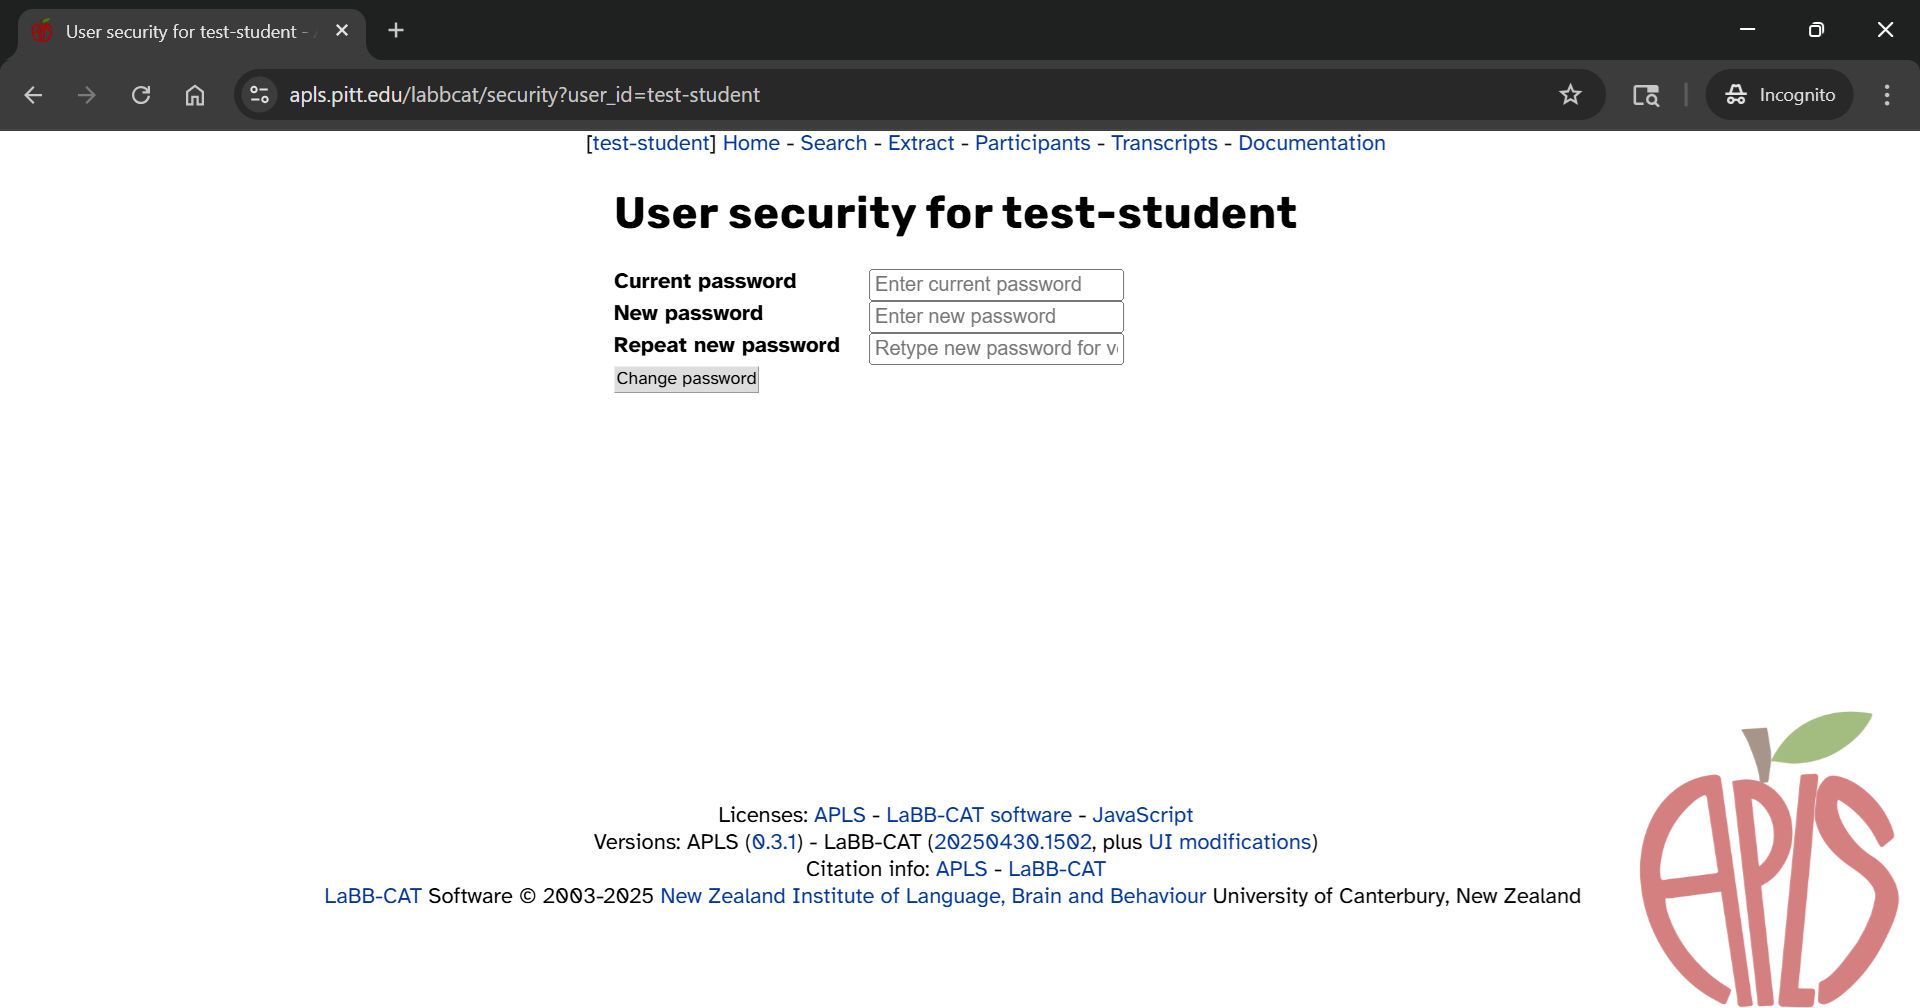 User security for test-student -
apls.pitt.edu/labbcat/security?user_id=test-student
Incognito
[test-student] Home - Search - Extract - Participants - Transcripts - Documentation
User security for test-student
Current password
Enter current password
New password
Enter new password
Repeat new password
Retype new password for v
Change password
Licenses: APLS - LaBB-CAT software - JavaScript
Versions: APLS (0.3.1) - LaBB-CAT (20250430.1502, plus UI modifications)
Citation info: APLS - LaBB-CAT
LaBB-CAT Software © 2003-2025 New Zealand Institute of Language, Brain and Behaviour University of Canterbury, New Zealand
APLS